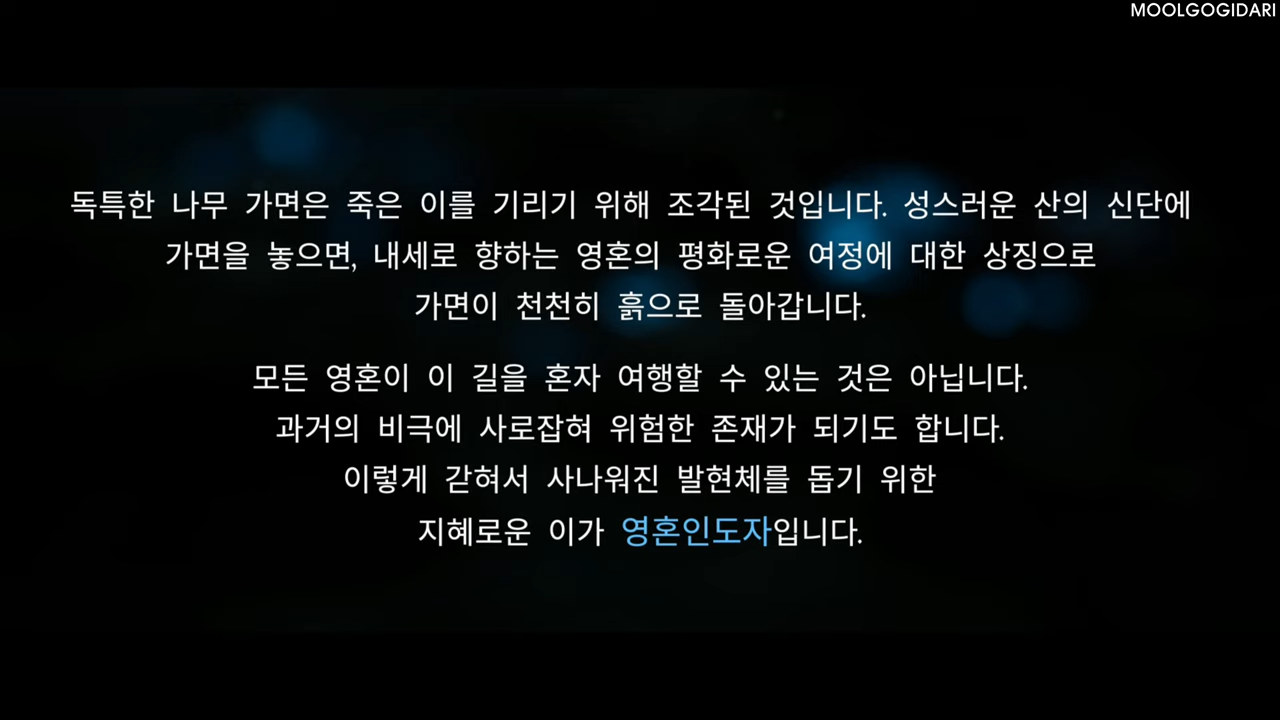 MOOLGOGIDARI
독특한 나무 가면은 죽은 이를 기리기 위해 조각된 것입니다. 성스러운 산의 신단에
가면을 놓으면, 내세로 향하는 영혼의 평화로운 여정에 대한 상징으로
가면이 천천히 흙으로 돌아갑니다.
모든 영혼이 이 길을 혼자 여행할 수 있는 것은 아닙니다.
과거의 비극에 사로잡혀 위험한 존재가 되기도 합니다.
이렇게 갇혀서 사나워진 발현체를 돕기 위한
지혜로운 이가 영혼인도자입니다.